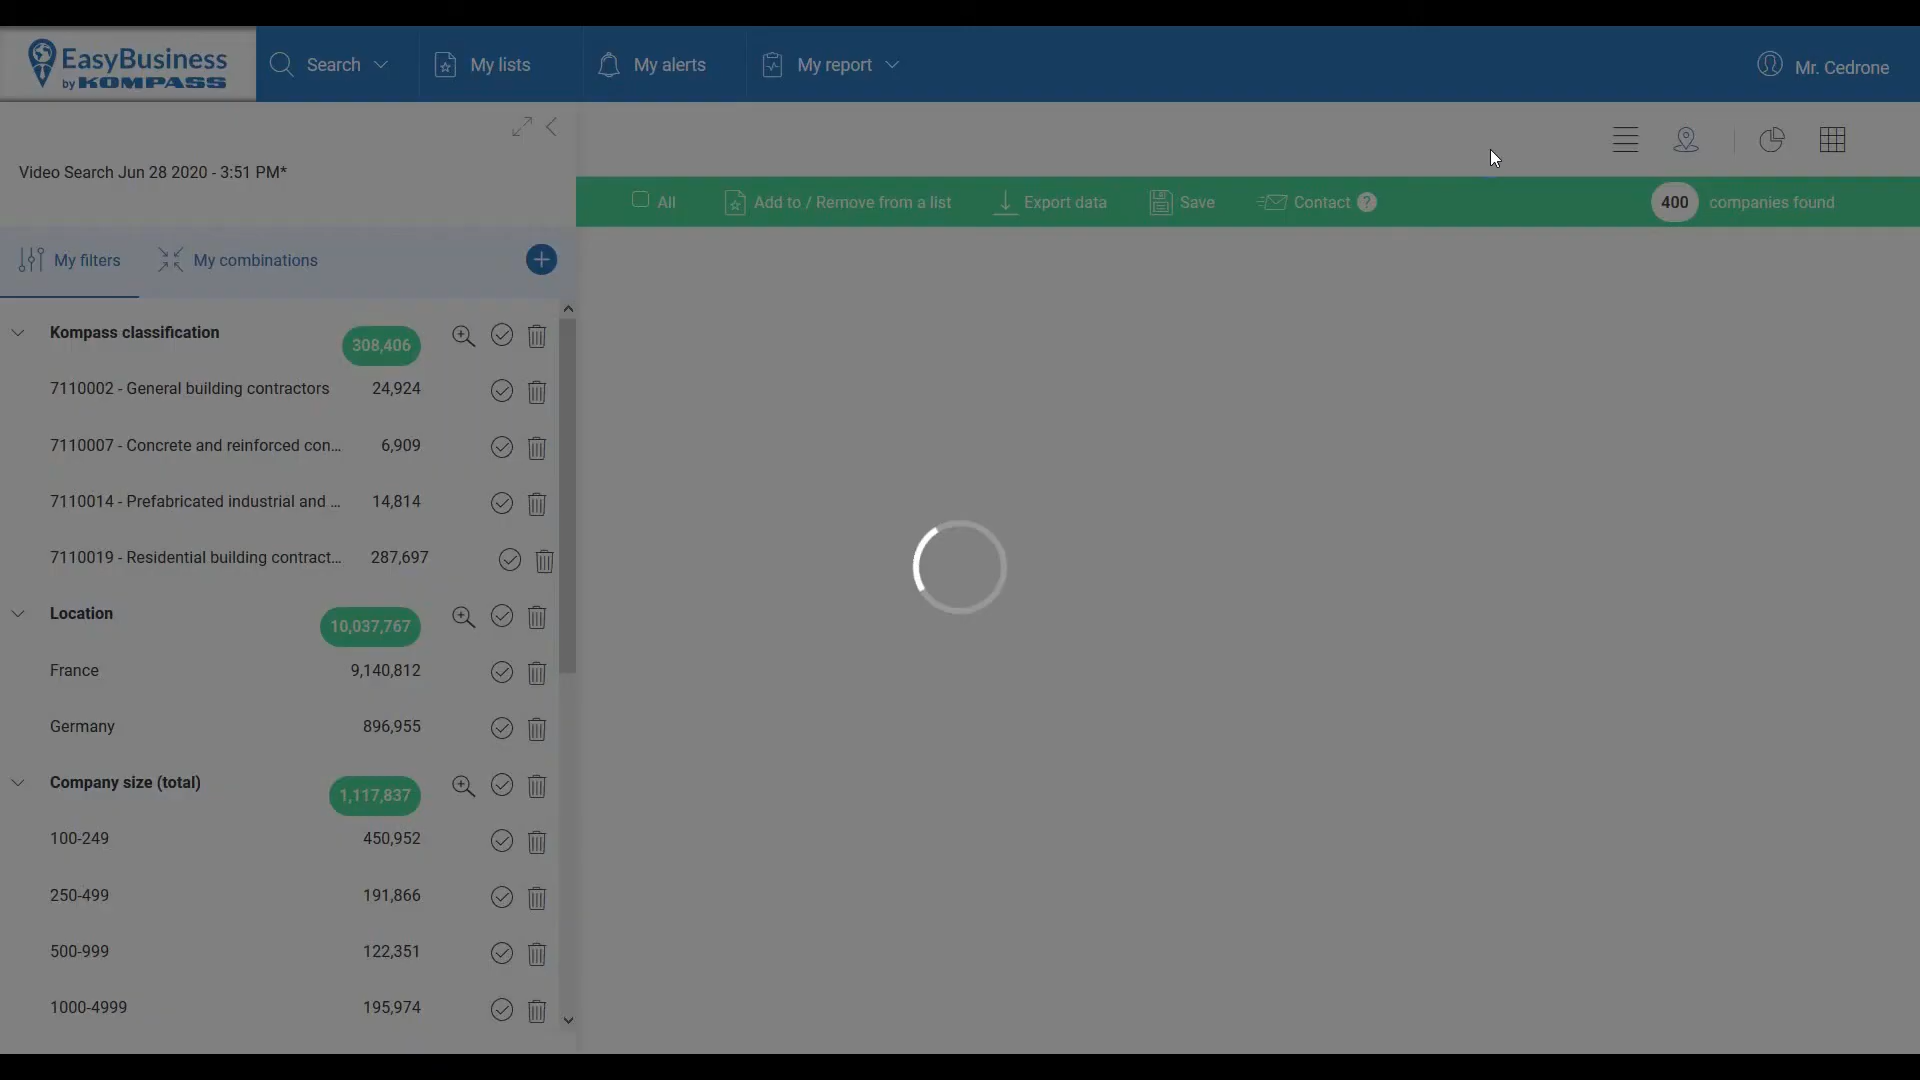 EasyBusiness
by KOMPASS
Search
My lists
My alerts
My report
Mr. Cedrone
Video Search Jun 28 2020 - 3:51 PM*
All
Add to / Remove from a list
Export data
Save
Contact ?
400 companies found
My filters
My combinations
Kompass classification 308,406
7110002 - General building contractors 24,924
7110007 - Concrete and reinforced con... 6,909
7110014 - Prefabricated industrial and ... 14,814
7110019 - Residential building contract... 287,697
Location 10,037,767
France 9,140,812
Germany 896,955
Company size (total) 1,117,837
100-249 450,952
250-499 191,866
500-999 122,351
1000-4999 195,974